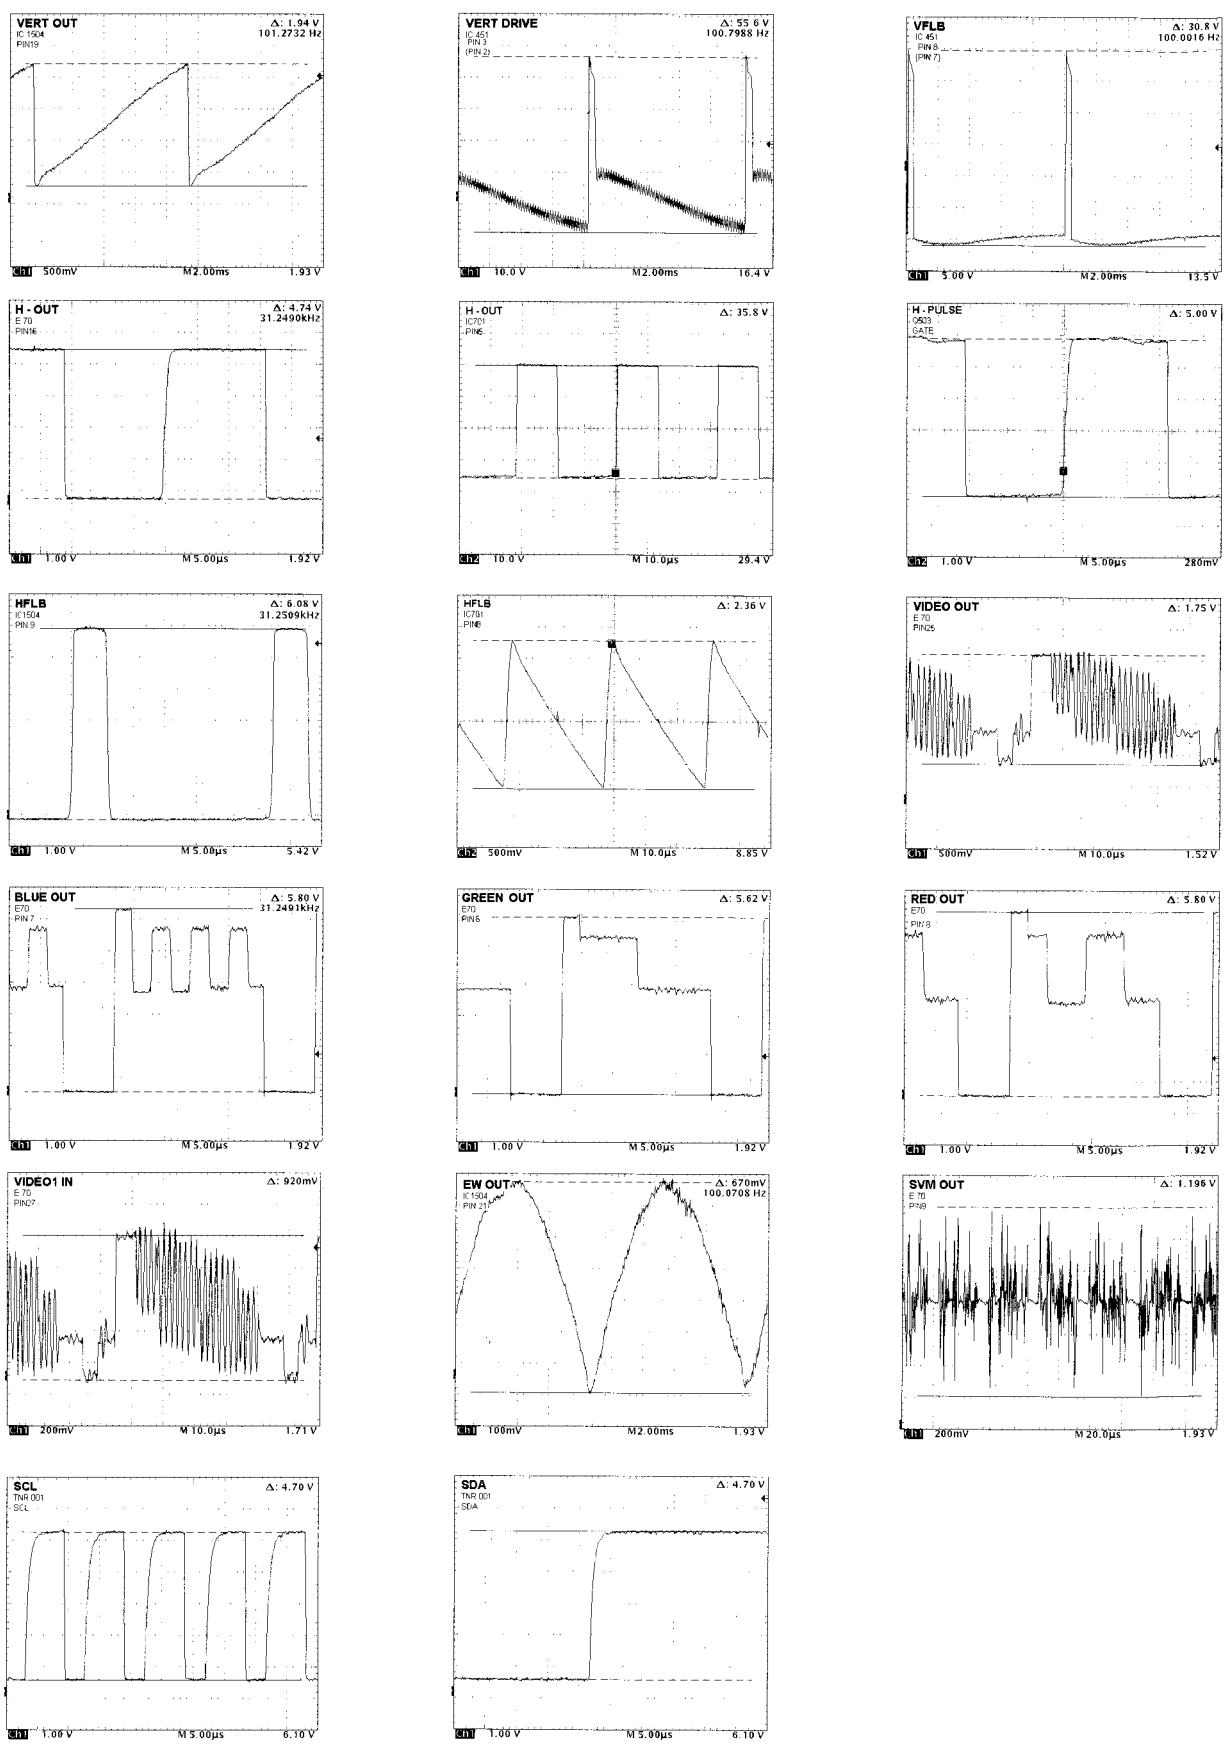 VERT OUT
Δ: 1.94 V
IC 1504
101.2732 Hz
PIN19
Ch1 500mV M2.00ms 1.93 V
VERT DRIVE
Δ: 55.6 V
IC 451
100.7988 Hz
PIN 3
(PIN 2)
Ch1 10.0 V M2.00ms 16.4 V
VFLB
Δ: 30.8 V
IC 451
100.0016 Hz
PIN 8
(PIN 7)
Ch1 5.00 V M2.00ms 13.5 V
H - OUT
Δ: 4.74 V
E 70
31.2490kHz
PIN16
Ch1 1.00 V M 5.00µs 1.92 V
H - OUT
Δ: 35.8 V
IC701
PIN5
Ch2 10.0 V M 10.0µs 29.4 V
H - PULSE
Δ: 5.00 V
Q503
GATE
Ch2 1.00 V M 5.00µs 280mV
HFLB
Δ: 6.08 V
IC1504
31.2509kHz
PIN 9
Ch1 1.00 V M 5.00µs 5.42 V
HFLB
Δ: 2.36 V
IC701
Ch2 500mV M 10.0µs 8.85 V
VIDEO OUT
Δ: 1.75 V
E 70
PIN25
Ch1 500mV M 10.0µs 1.52 V
BLUE OUT
Δ: 5.80 V
E70
31.2491kHz
PIN 7
Ch1 1.00 V M 5.00µs 1.92 V
GREEN OUT
Δ: 5.62 V
E70
PIN6
Ch1 1.00 V M 5.00µs 1.92 V
RED OUT
Δ: 5.80 V
E70
PIN 8
Ch1 1.00 V M 5.00µs 1.92 V
VIDEO1 IN
Δ: 920mV
E 70
PIN27
Ch1 200mV M 10.0µs 1.71 V
EW OUT
Δ: 670mV
IC 1504
100.0708 Hz
PIN 21
Ch1 100mV M2.00ms 1.93 V
SVM OUT
Δ: 1.196 V
E 70
PIN9
Ch1 200mV M 20.0µs 1.93 V
SCL
Δ: 4.70 V
TNR 001
SCL
Ch1 1.00 V M 5.00µs 6.10 V
SDA
Δ: 4.70 V
TNR 001
SDA
Ch1 1.00 V M 5.00µs 6.10 V